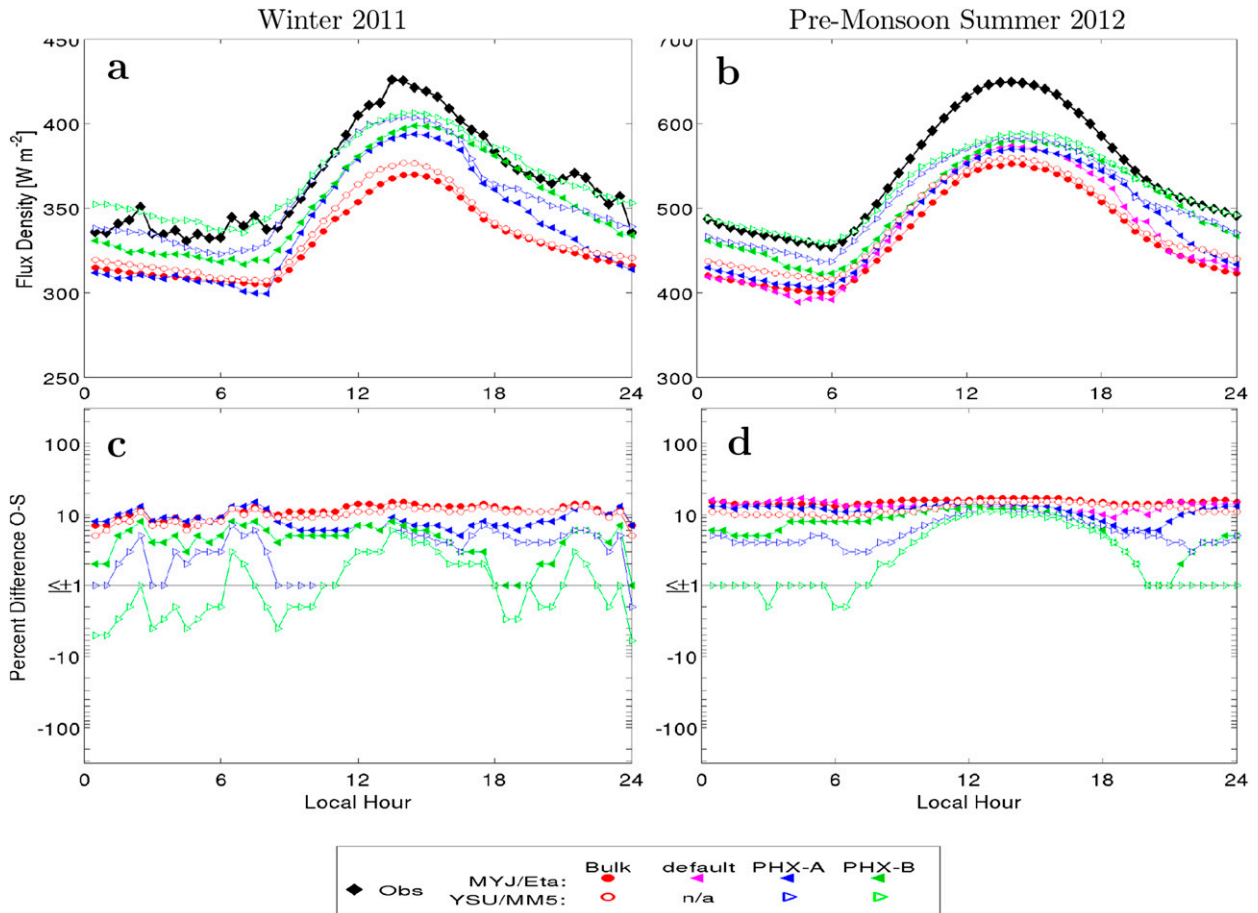 Winter 2011
Pre-Monsoon Summer 2012
Flux Density [W m-2]
450
400
350
300
250
a
0 6 12 18 24
700
600
500
400
300
b
0 6 12 18 24
Percent Difference O-S
100
10
≤±1
-10
-100
c
0 6 12 18 24
Local Hour
100
10
≤±1
-10
-100
d
0 6 12 18 24
Local Hour
Bulk default PHX-A PHX-B
Obs MYJ/Eta:
YSU/MM5: n/a